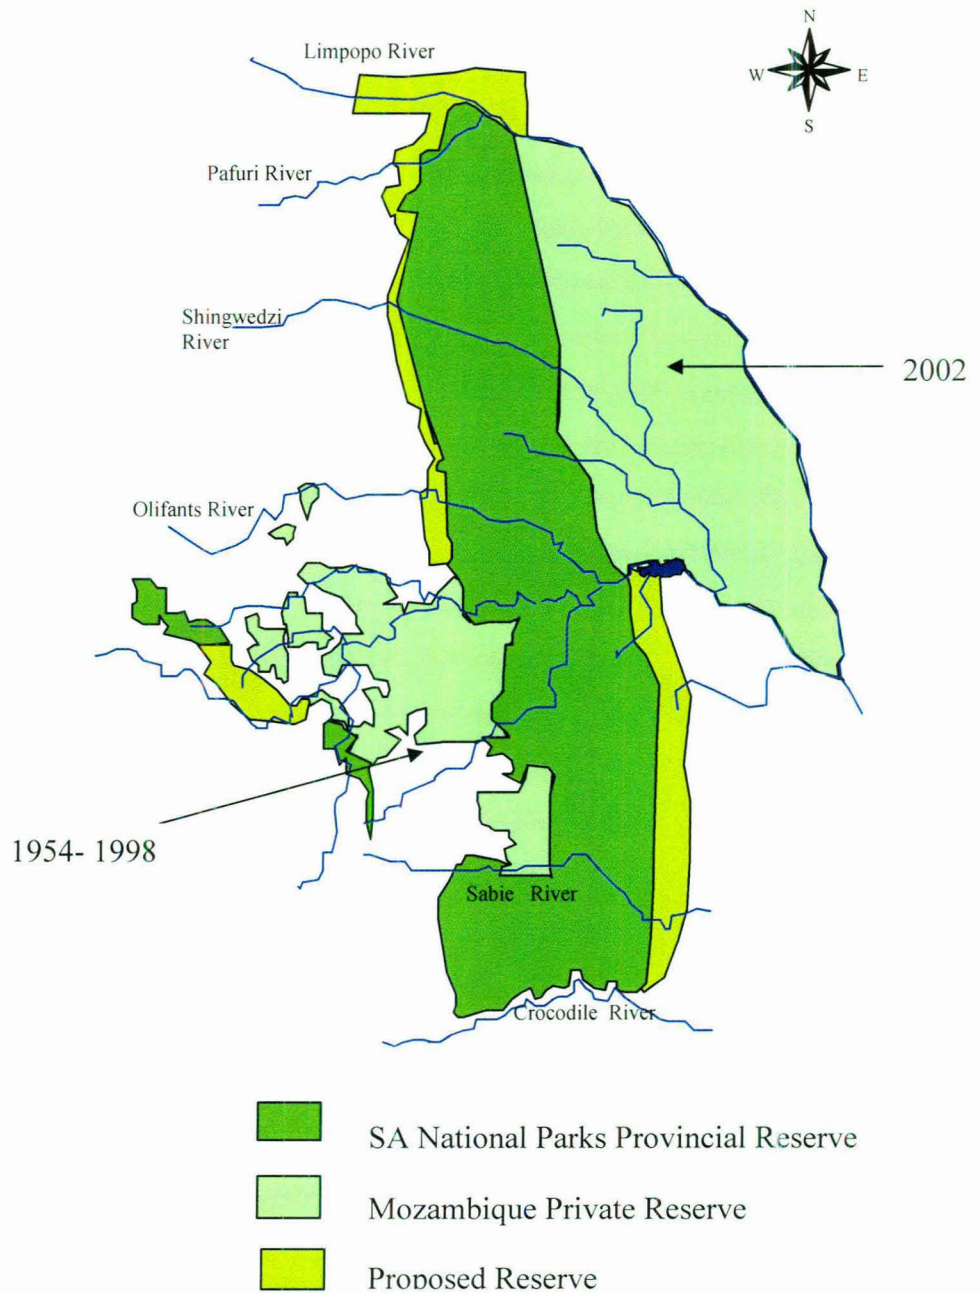 N
Limpopo River
W
E
S
Pafuri River
Shingwedzi
River
2002
Olifants River
1954- 1998
Sabie River
Crocodile River
SA National Parks Provincial Reserve
Mozambique Private Reserve
Proposed Reserve